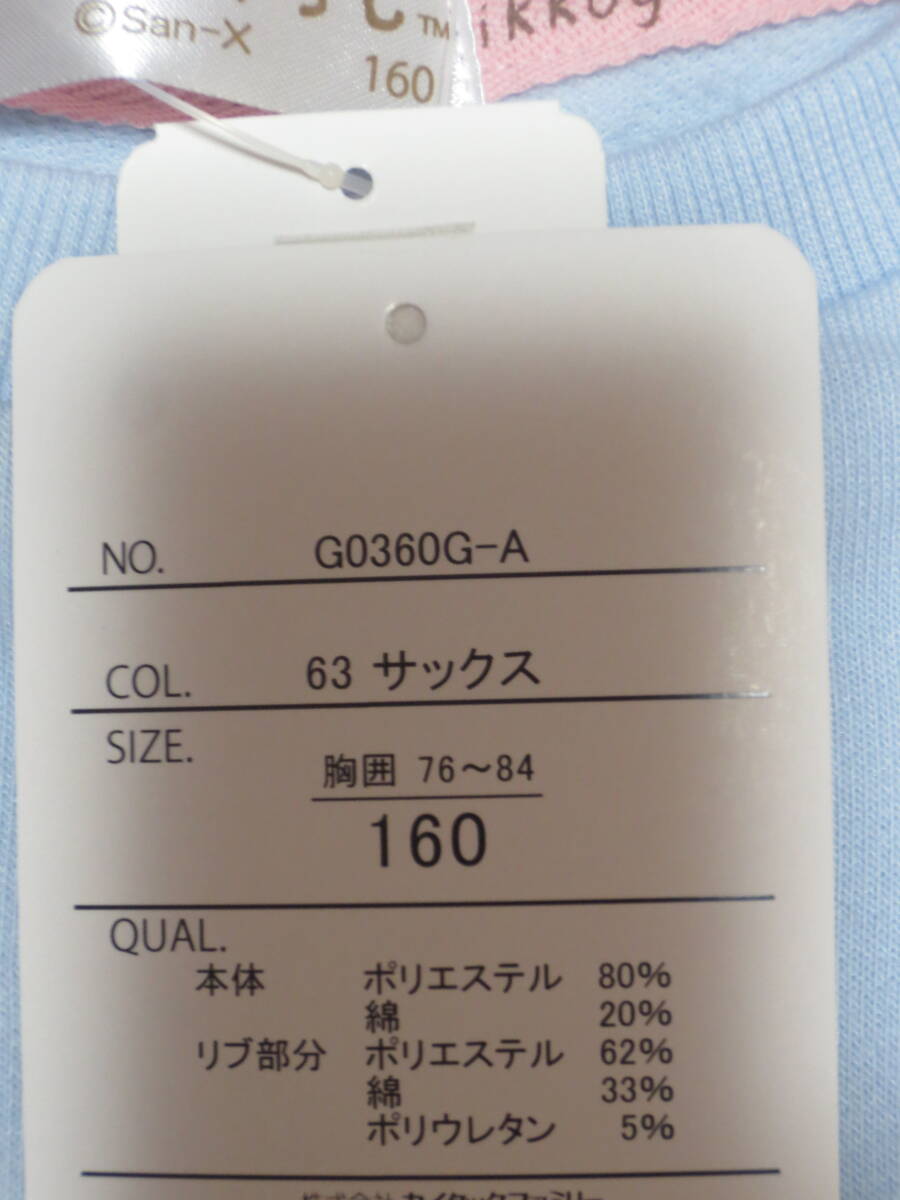 ©San-X
TM
160
NO. G0360G-A
COL. 63 サックス
SIZE. 胸囲 76～84
160
QUAL.
本体 ポリエステル 80%
綿 20%
リブ部分 ポリエステル 62%
綿 33%
ポリウレタン 5%